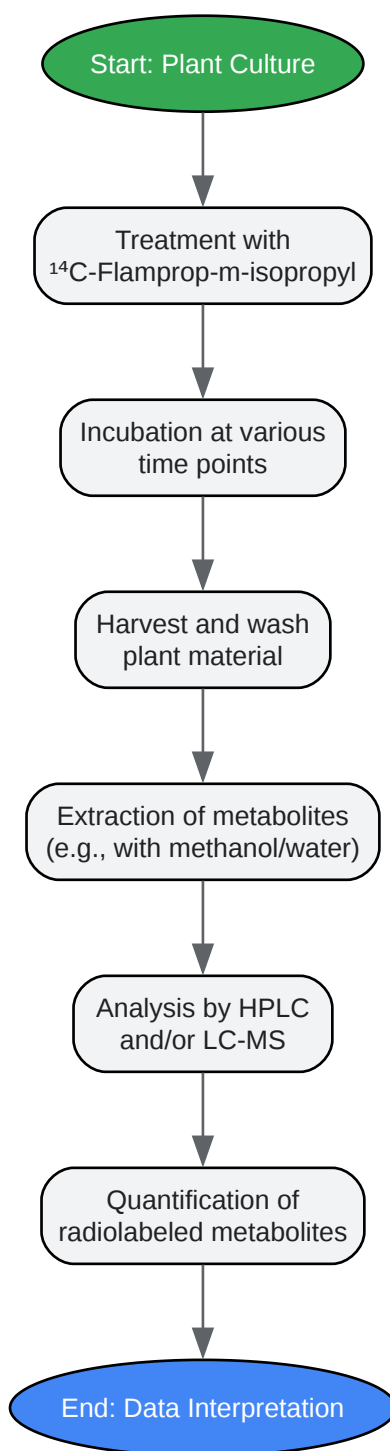 Start: Plant Culture
Treatment with
¹⁴C-Flamprop-m-isopropyl
Incubation at various
time points
Harvest and wash
plant material
Extraction of metabolites
(e.g., with methanol/water)
Analysis by HPLC
and/or LC-MS
Quantification of
radiolabeled metabolites
End: Data Interpretation